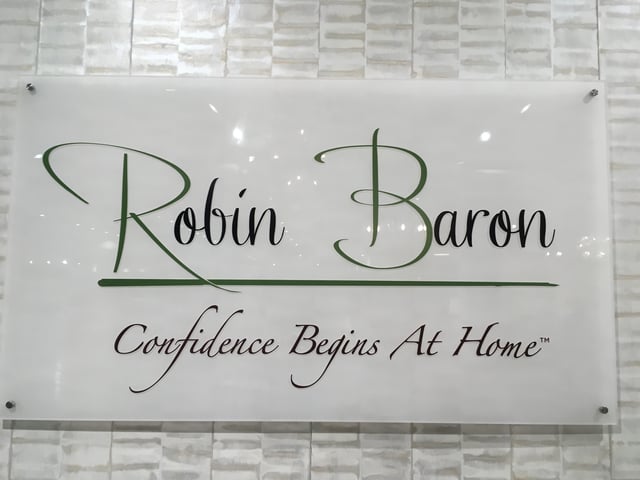 Robin Baron
Confidence Begins At Home™